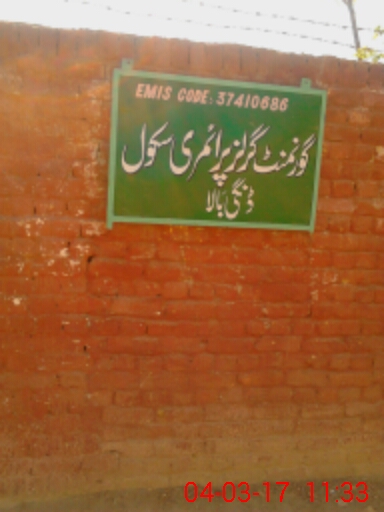 EMIS CODE: 37410686
گورنمنٹ گرلز پرائمری سکول
ڈنگی بالا
04-03-17 11:33